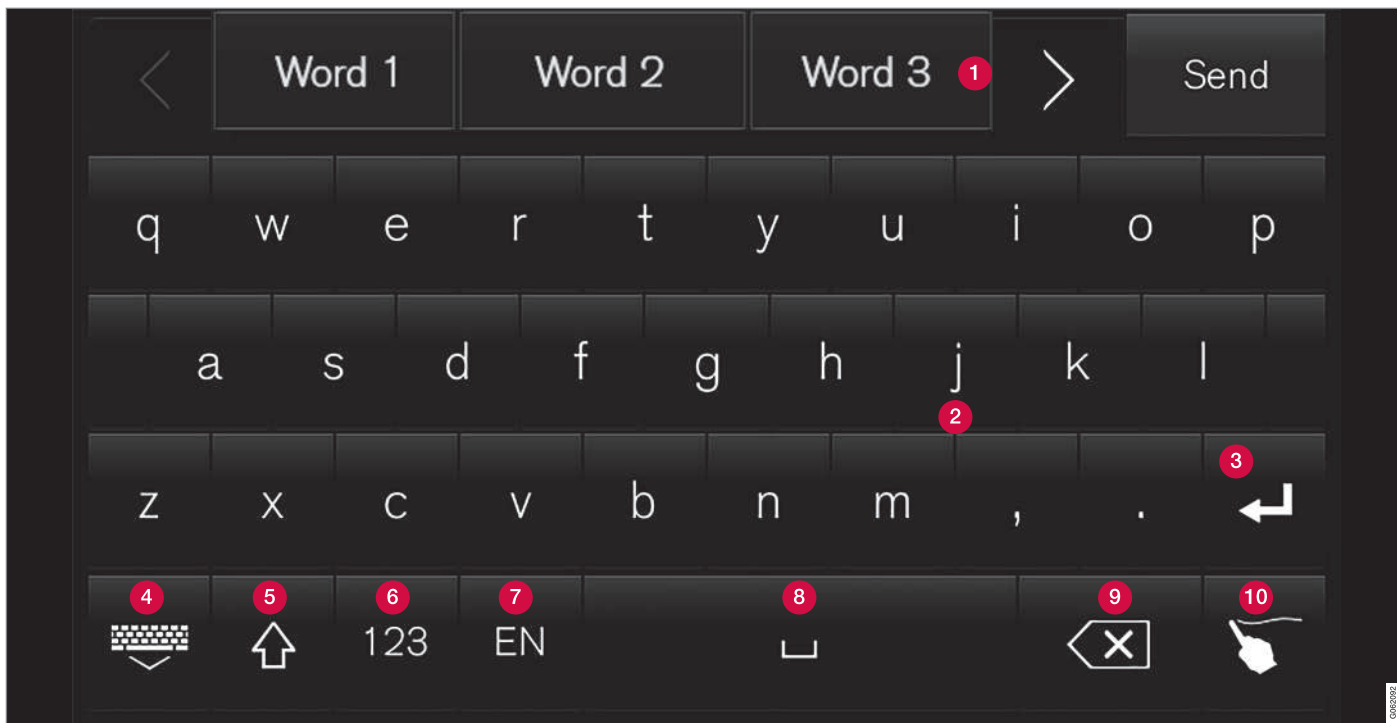 Word 1 Word 2 Word 3 1 Send
q w e r t y u i o p
a s d f g h j k l
2
z x c v b n m , . 3
4 5 6 7 8 9 10
123 EN
G062092